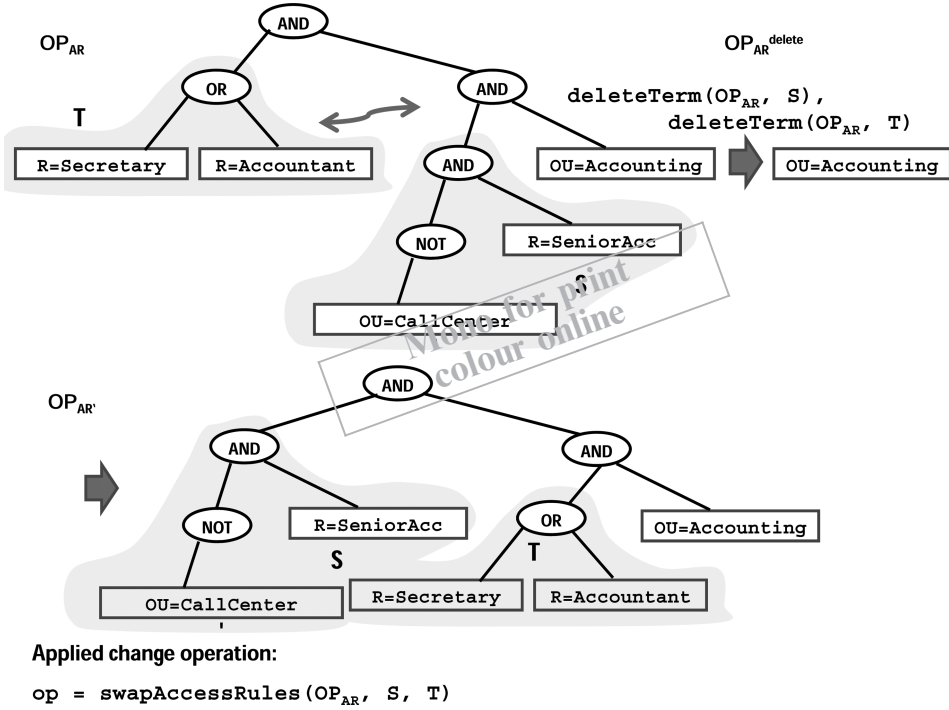 AND
OP_AR
OP_AR^delete
OR
AND
deleteTerm(OP_AR, S),
deleteTerm(OP_AR, T)
T
R=Secretary
R=Accountant
AND
OU=Accounting
OU=Accounting
NOT
R=SeniorAcc
S
OU=CallCenter
Mono for print
colour online
AND
OP_AR'
AND
AND
NOT
R=SeniorAcc
OR
OU=Accounting
S
T
OU=CallCenter
R=Secretary
R=Accountant
Applied change operation:
op = swapAccessRules(OP_AR, S, T)